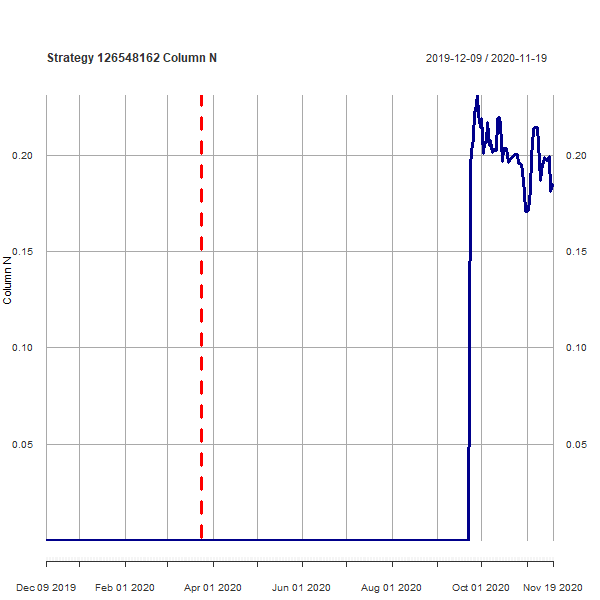 Strategy 126548162 Column N
2019-12-09 / 2020-11-19
0.20
0.20
0.15
0.15
Column N
0.10
0.10
0.05
0.05
Dec 09 2019
Feb 01 2020
Apr 01 2020
Jun 01 2020
Aug 01 2020
Oct 01 2020
Nov 19 2020